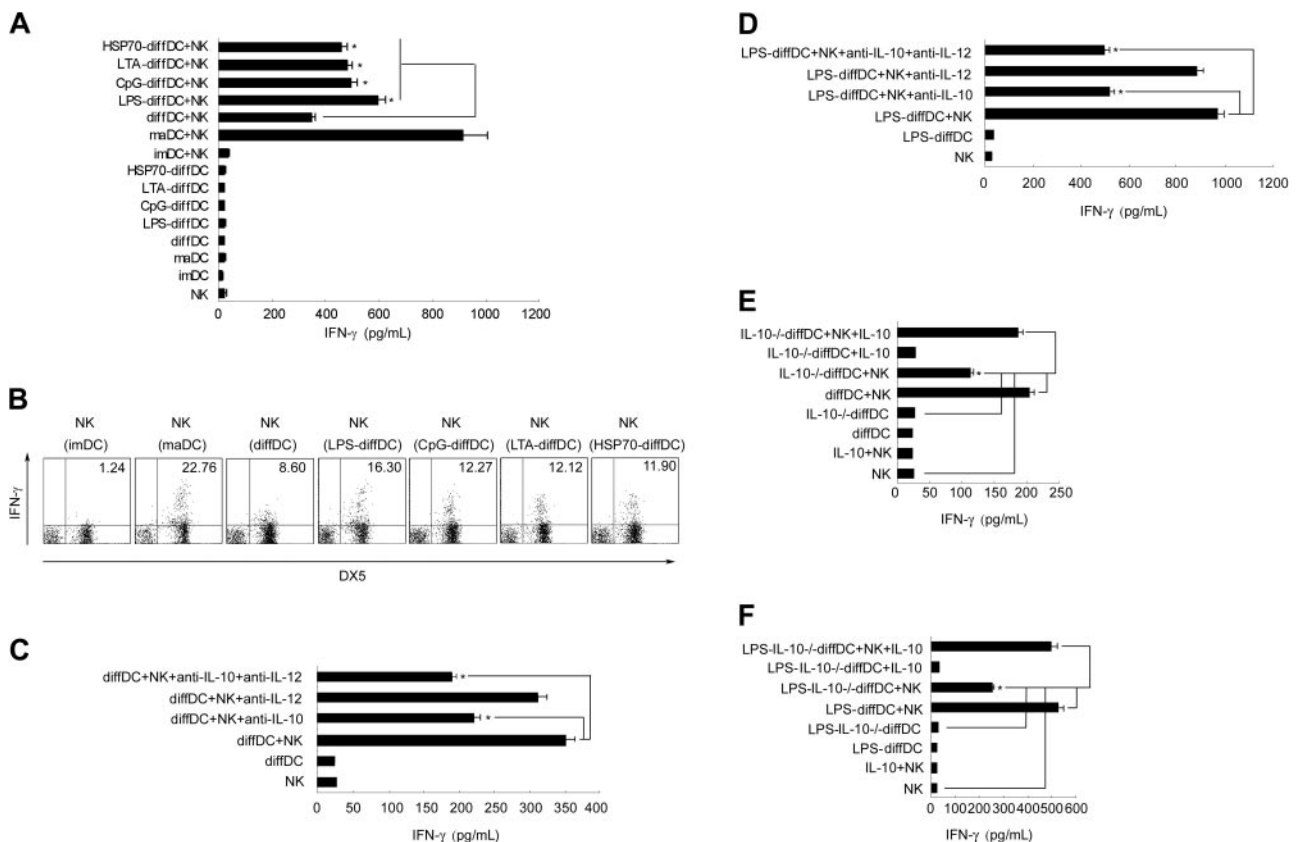 A
HSP70-diffDC+NK
LTA-diffDC+NK
CpG-diffDC+NK
LPS-diffDC+NK
diffDC+NK
maDC+NK
imDC+NK
HSP70-diffDC
LTA-diffDC
CpG-diffDC
LPS-diffDC
diffDC
maDC
imDC
NK
* * * *
0 200 400 600 800 1000 1200
IFN-γ (pg/mL)
B
NK NK NK NK NK NK NK
(imDC) (maDC) (diffDC) (LPS-diffDC) (CpG-diffDC) (LTA-diffDC) (HSP70-diffDC)
1.24 22.76 8.60 16.30 12.27 12.12 11.90
IFN-γ
DX5
C
diffDC+NK+anti-IL-10+anti-IL-12 *
diffDC+NK+anti-IL-12
diffDC+NK+anti-IL-10 *
diffDC+NK
diffDC
NK
0 50 100 150 200 250 300 350 400
IFN-γ (pg/mL)
D
LPS-diffDC+NK+anti-IL-10+anti-IL-12 *
LPS-diffDC+NK+anti-IL-12
LPS-diffDC+NK+anti-IL-10 *
LPS-diffDC+NK
LPS-diffDC
NK
0 200 400 600 800 1000 1200
IFN-γ (pg/mL)
E
IL-10-/-diffDC+NK+IL-10
IL-10-/-diffDC+IL-10
IL-10-/-diffDC+NK *
diffDC+NK
IL-10-/-diffDC
diffDC
IL-10+NK
NK
0 50 100 150 200 250
IFN-γ (pg/mL)
F
LPS-IL-10-/-diffDC+NK+IL-10
LPS-IL-10-/-diffDC+IL-10
LPS-IL-10-/-diffDC+NK *
LPS-diffDC+NK
LPS-IL-10-/-diffDC
LPS-diffDC
IL-10+NK
NK
0 100 200 300 400 500 600
IFN-γ (pg/mL)